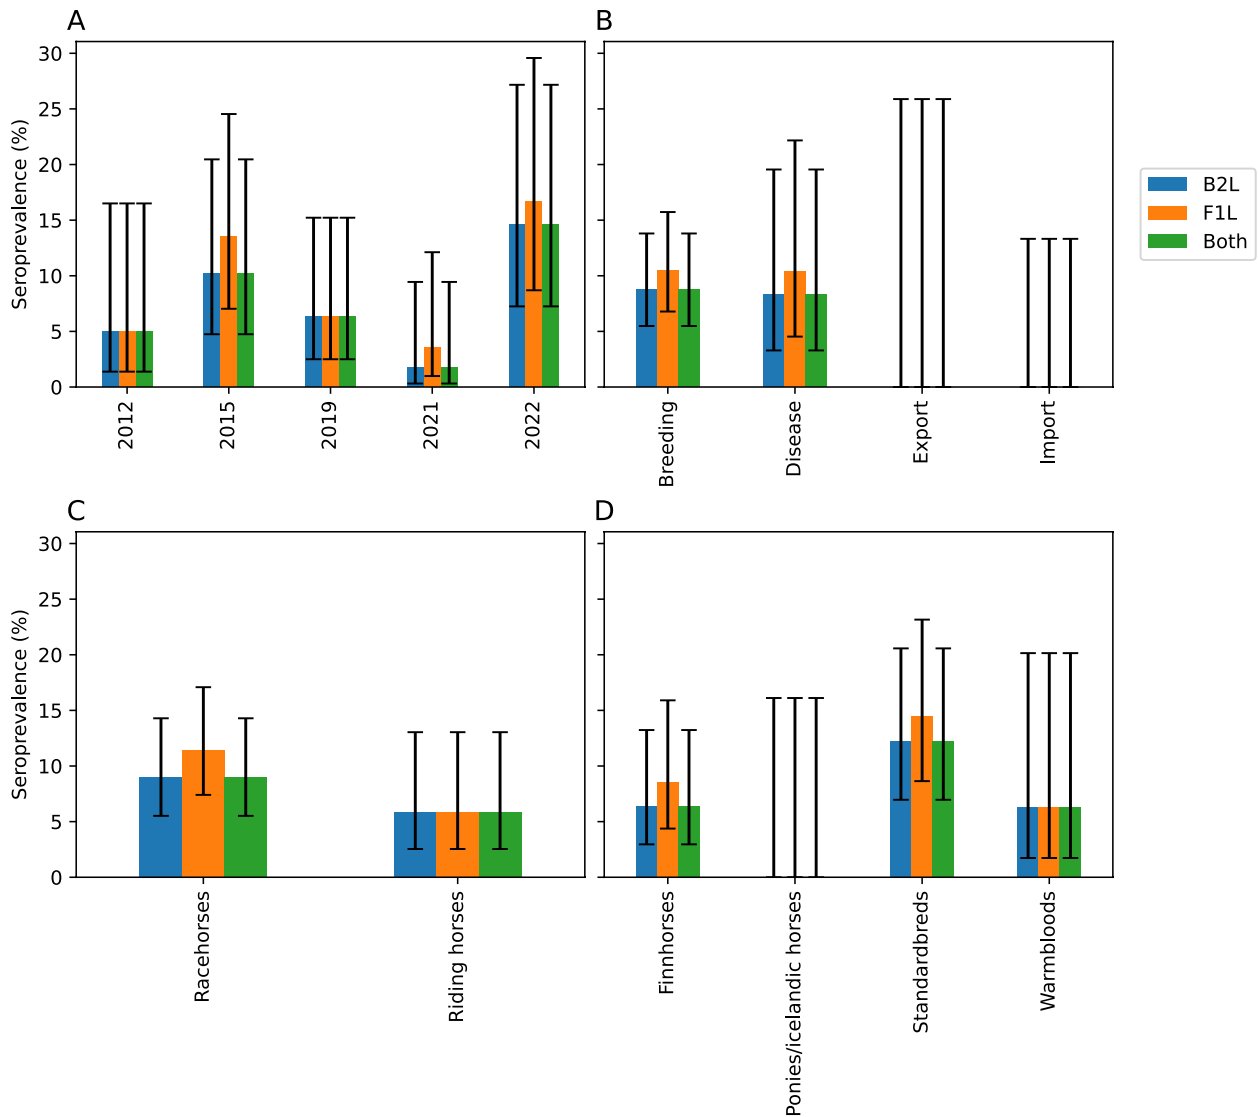 A
B
30
25
20
15
10
5
0
Seroprevalence (%)
2012
2015
2019
2021
2022
Breeding
Disease
Export
Import
B2L
F1L
Both
C
D
30
25
20
15
10
5
0
Seroprevalence (%)
Racehorses
Riding horses
Finnhorses
Ponies/icelandic horses
Standardbreds
Warmbloods